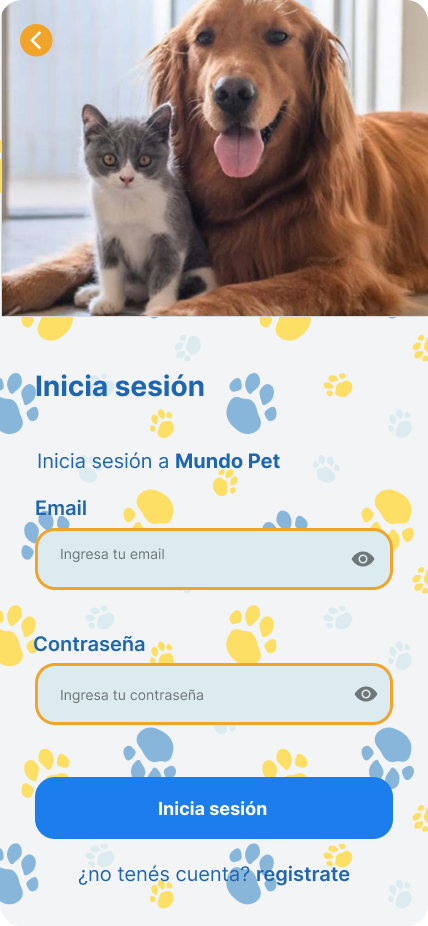 Inicia sesión
Inicia sesión a Mundo Pet
Email
Ingresa tu email
Contraseña
Ingresa tu contraseña
Inicia sesión
¿no tenés cuenta? registrate